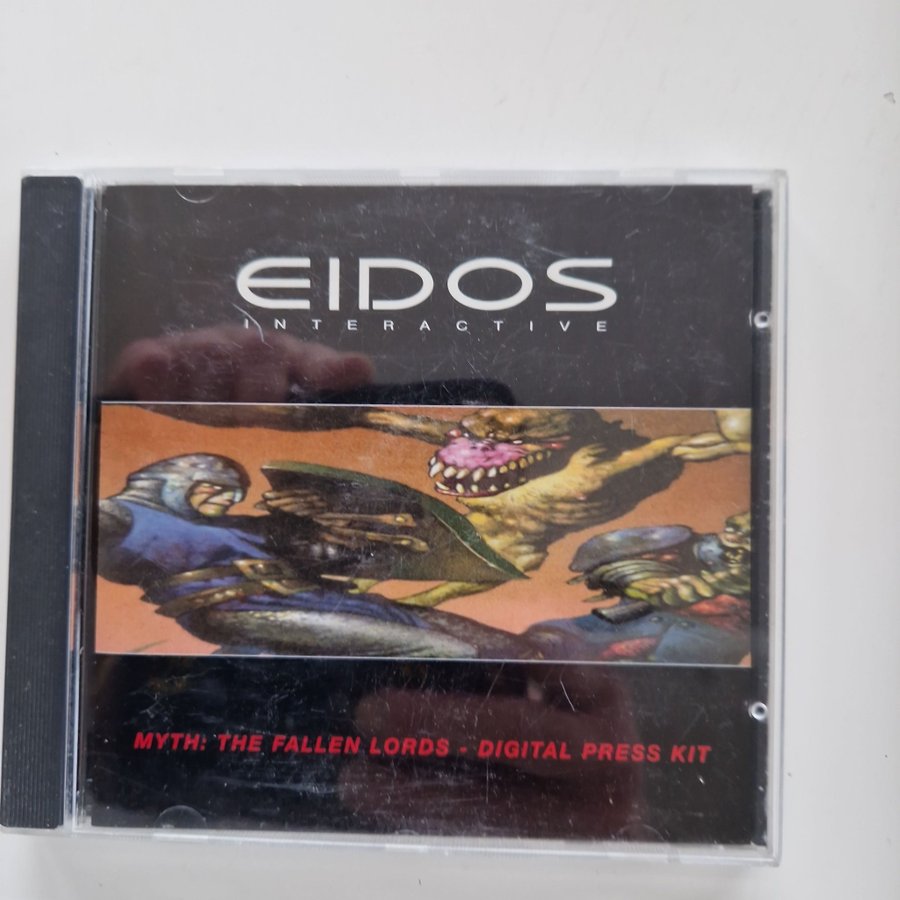 EIDOS
INTERACTIVE
MYTH: THE FALLEN LORDS - DIGITAL PRESS KIT